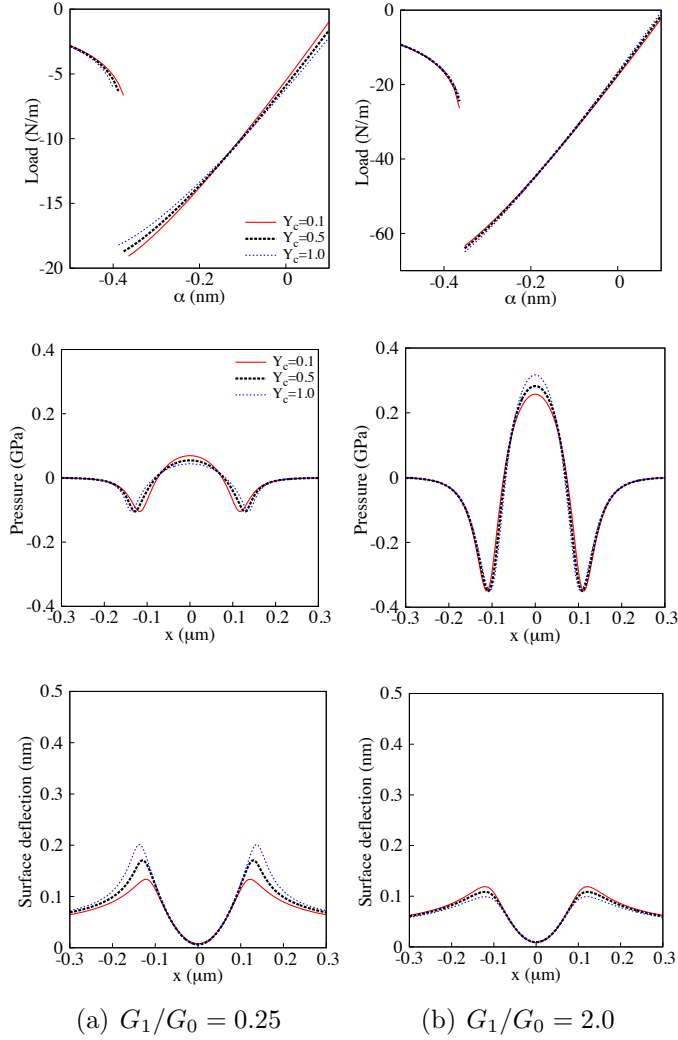 0
-5
-10
-15
-20
Load (N/m)
-0.4
-0.2
0
α (nm)
Y_c=0.1
Y_c=0.5
Y_c=1.0
0
-20
-40
-60
Load (N/m)
-0.4
-0.2
0
α (nm)
0.4
0.2
0
-0.2
-0.4
Pressure (GPa)
-0.3 -0.2 -0.1 0 0.1 0.2 0.3
x (μm)
Y_c=0.1
Y_c=0.5
Y_c=1.0
0.4
0.2
0
-0.2
-0.4
Pressure (GPa)
-0.3 -0.2 -0.1 0 0.1 0.2 0.3
x (μm)
0.5
0.4
0.3
0.2
0.1
0
Surface deflection (nm)
-0.3 -0.2 -0.1 0 0.1 0.2 0.3
x (μm)
0.5
0.4
0.3
0.2
0.1
0
Surface deflection (nm)
-0.3 -0.2 -0.1 0 0.1 0.2 0.3
x (μm)
(a) G₁/G₀ = 0.25
(b) G₁/G₀ = 2.0